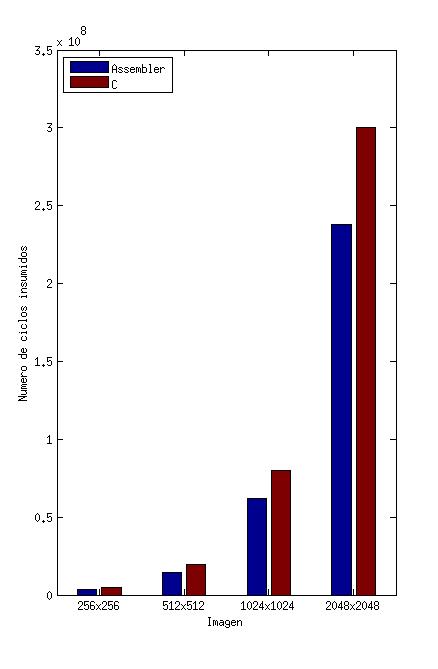 x 10^8
3.5
3
2.5
2
1.5
1
0.5
0
Assembler
C
Numero de ciclos insumidos
256x256 512x512 1024x1024 2048x2048
Imagen